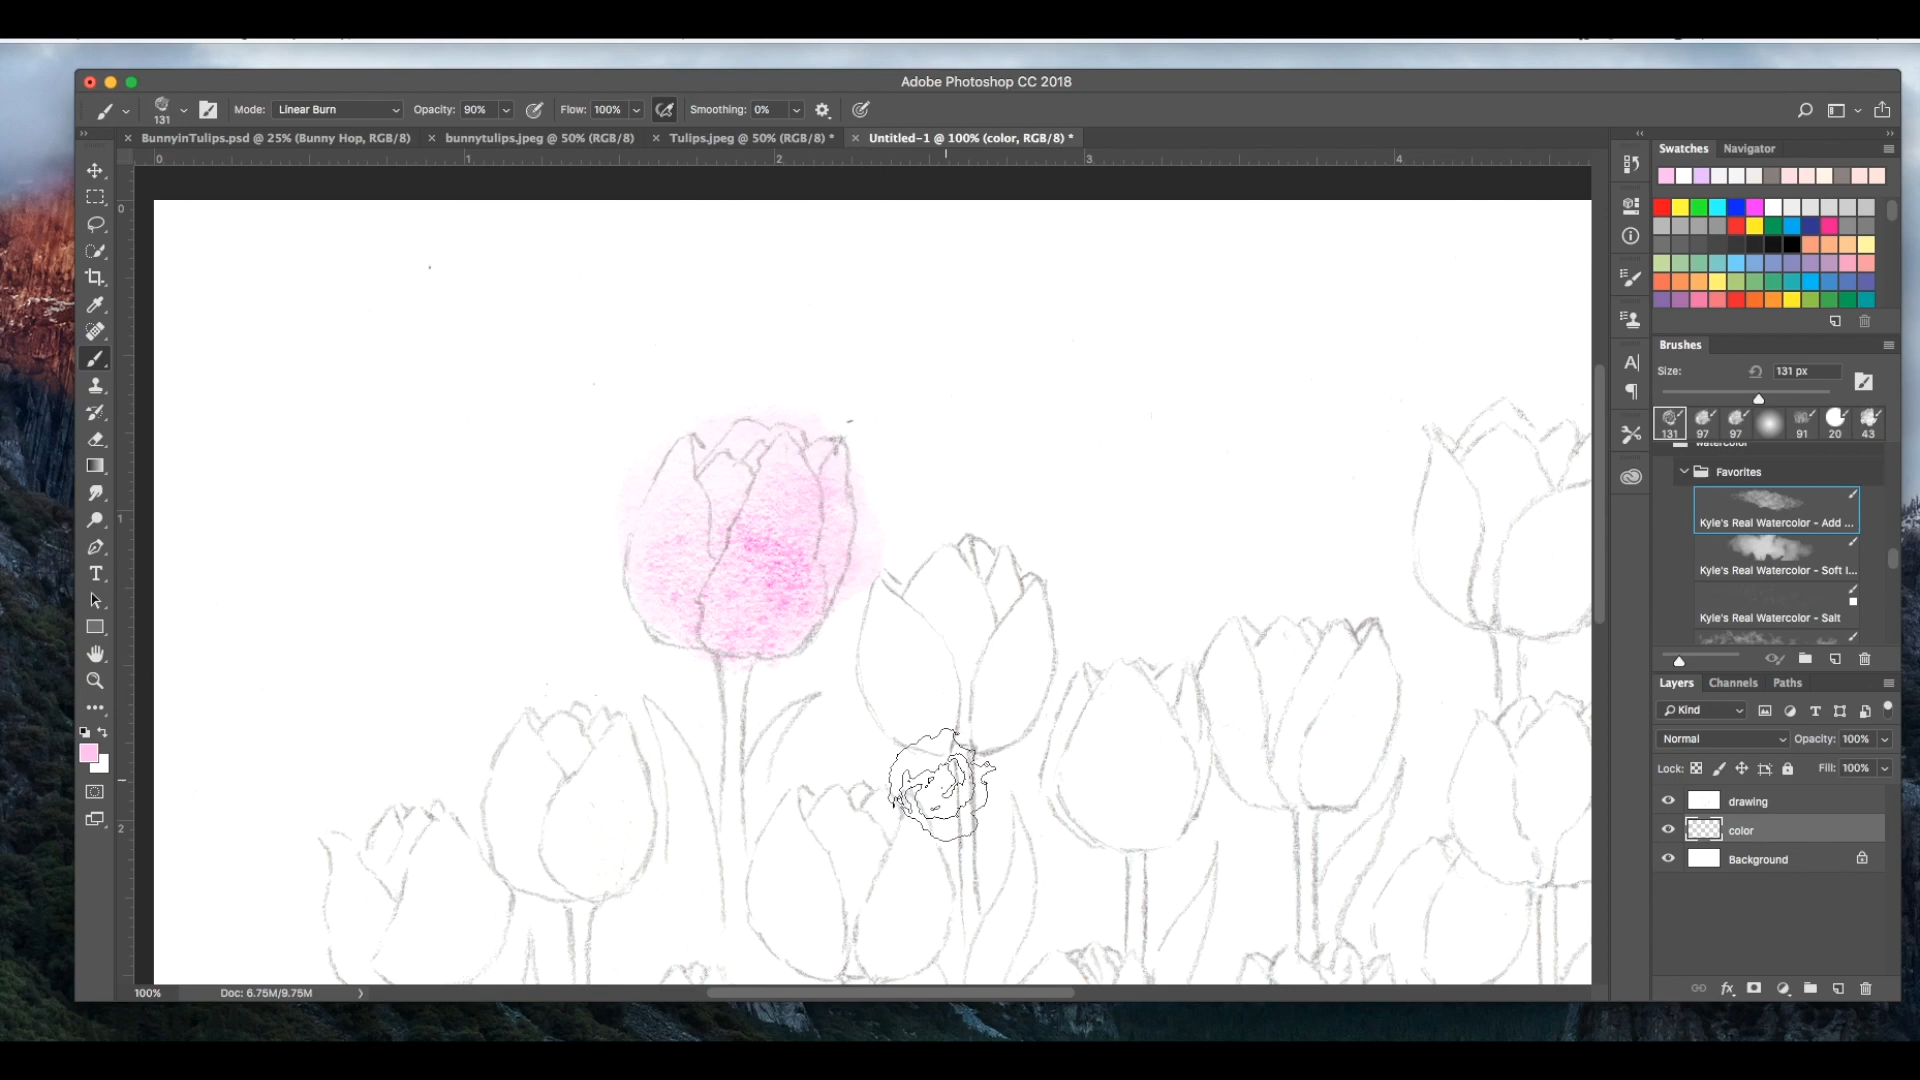 Adobe Photoshop CC 2018
131
Mode: Linear Burn Opacity: 90% Flow: 100% Smoothing: 0%
BunnyinTulips.psd @ 25% (Bunny Hop, RGB/8) bunnytulips.jpeg @ 50% (RGB/8) Tulips.jpeg @ 50% (RGB/8) * Untitled-1 @ 100% (color, RGB/8) *
0 1 2 3 4
0
1
2
Swatches Navigator
Brushes
Size: 131 px
131 97 97 91 20 43
Favorites
Kyle's Real Watercolor - Add ...
Kyle's Real Watercolor - Soft I...
Kyle's Real Watercolor - Salt
Layers Channels Paths
Kind
Normal Opacity: 100%
Lock: Fill: 100%
drawing
color
Background
fx
100% Doc: 6.75M/9.75M